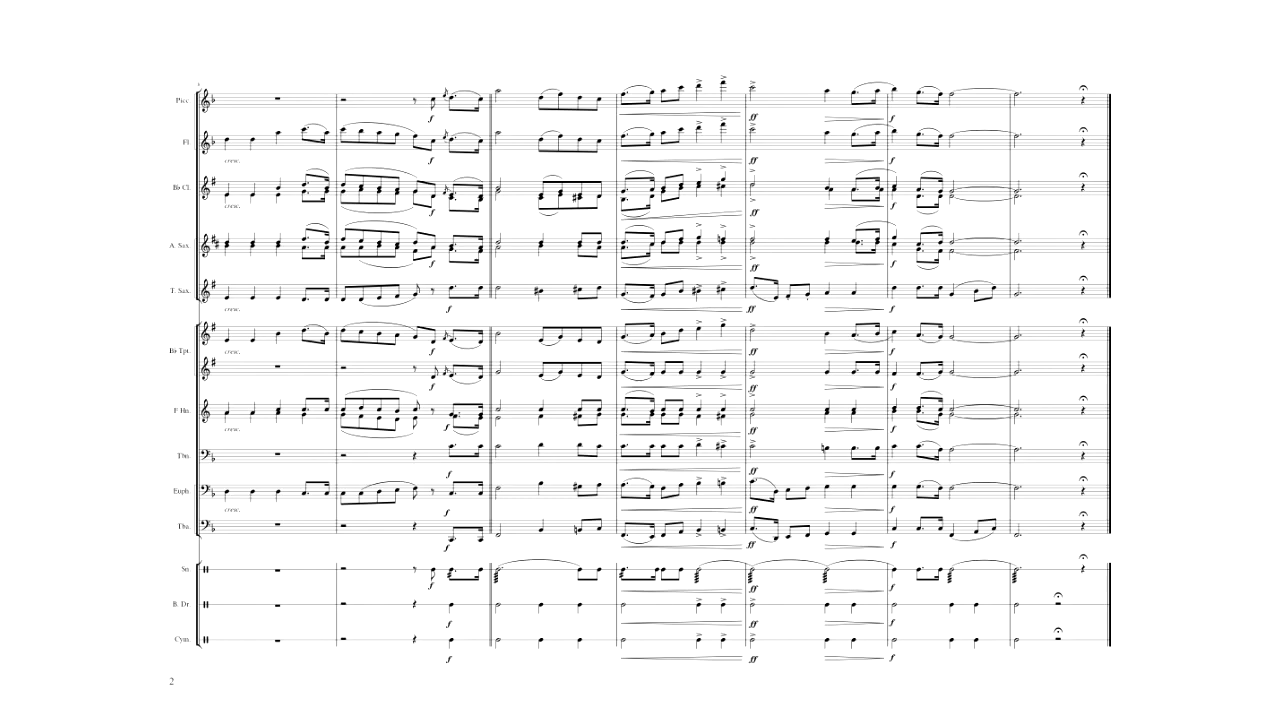 Picc.
f
ff
f
Fl.
cresc.
f
ff
f
B♭ Cl.
cresc.
f
ff
f
A. Sax.
cresc.
f
ff
f
T. Sax.
cresc.
f
ff
f
B♭ Tpt.
cresc.
f
ff
f
f
ff
f
F Hn.
cresc.
f
ff
f
Tbn.
f
ff
f
Euph.
cresc.
f
ff
f
Tba.
f
ff
f
Sn.
f
ff
f
B. Dr.
f
ff
f
Cym.
f
ff
f
2